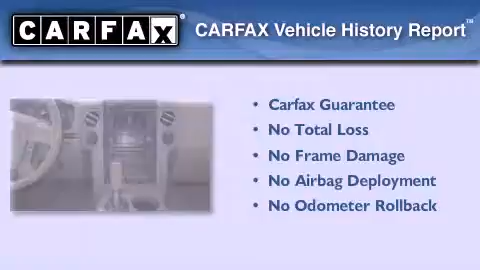 CARFAX® CARFAX Vehicle History Report™
• Carfax Guarantee
• No Total Loss
• No Frame Damage
• No Airbag Deployment
• No Odometer Rollback